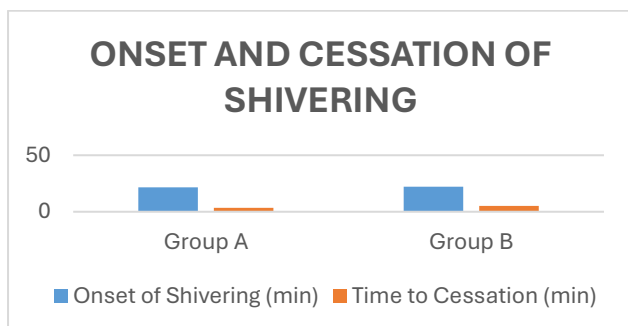 ONSET AND CESSATION OF
SHIVERING
50
0
Group A
Group B
Onset of Shivering (min)
Time to Cessation (min)